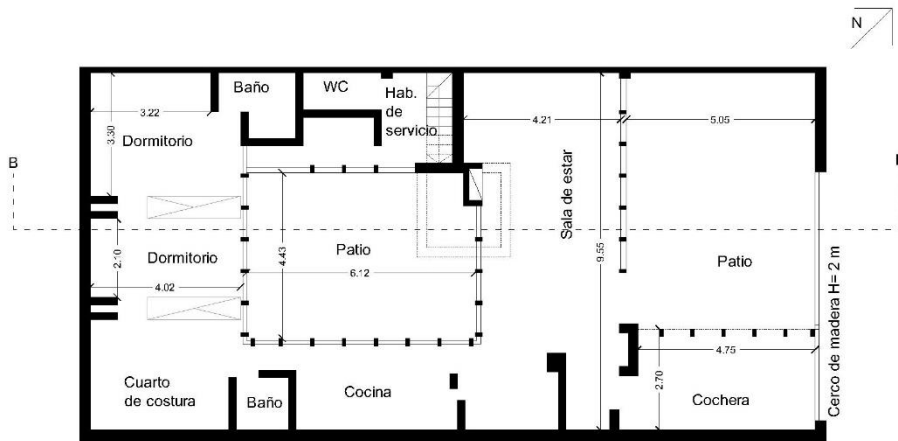 N
Baño
WC
Hab.
de
servicio
3.22
Dormitorio
3.30
4.21
5.05
B
Sala de estar
9.55
Patio
4.43
6.12
2.10
Dormitorio
4.02
Patio
Cerco de madera H= 2 m
Cuarto
de costura
Baño
Cocina
4.75
2.70
Cochera